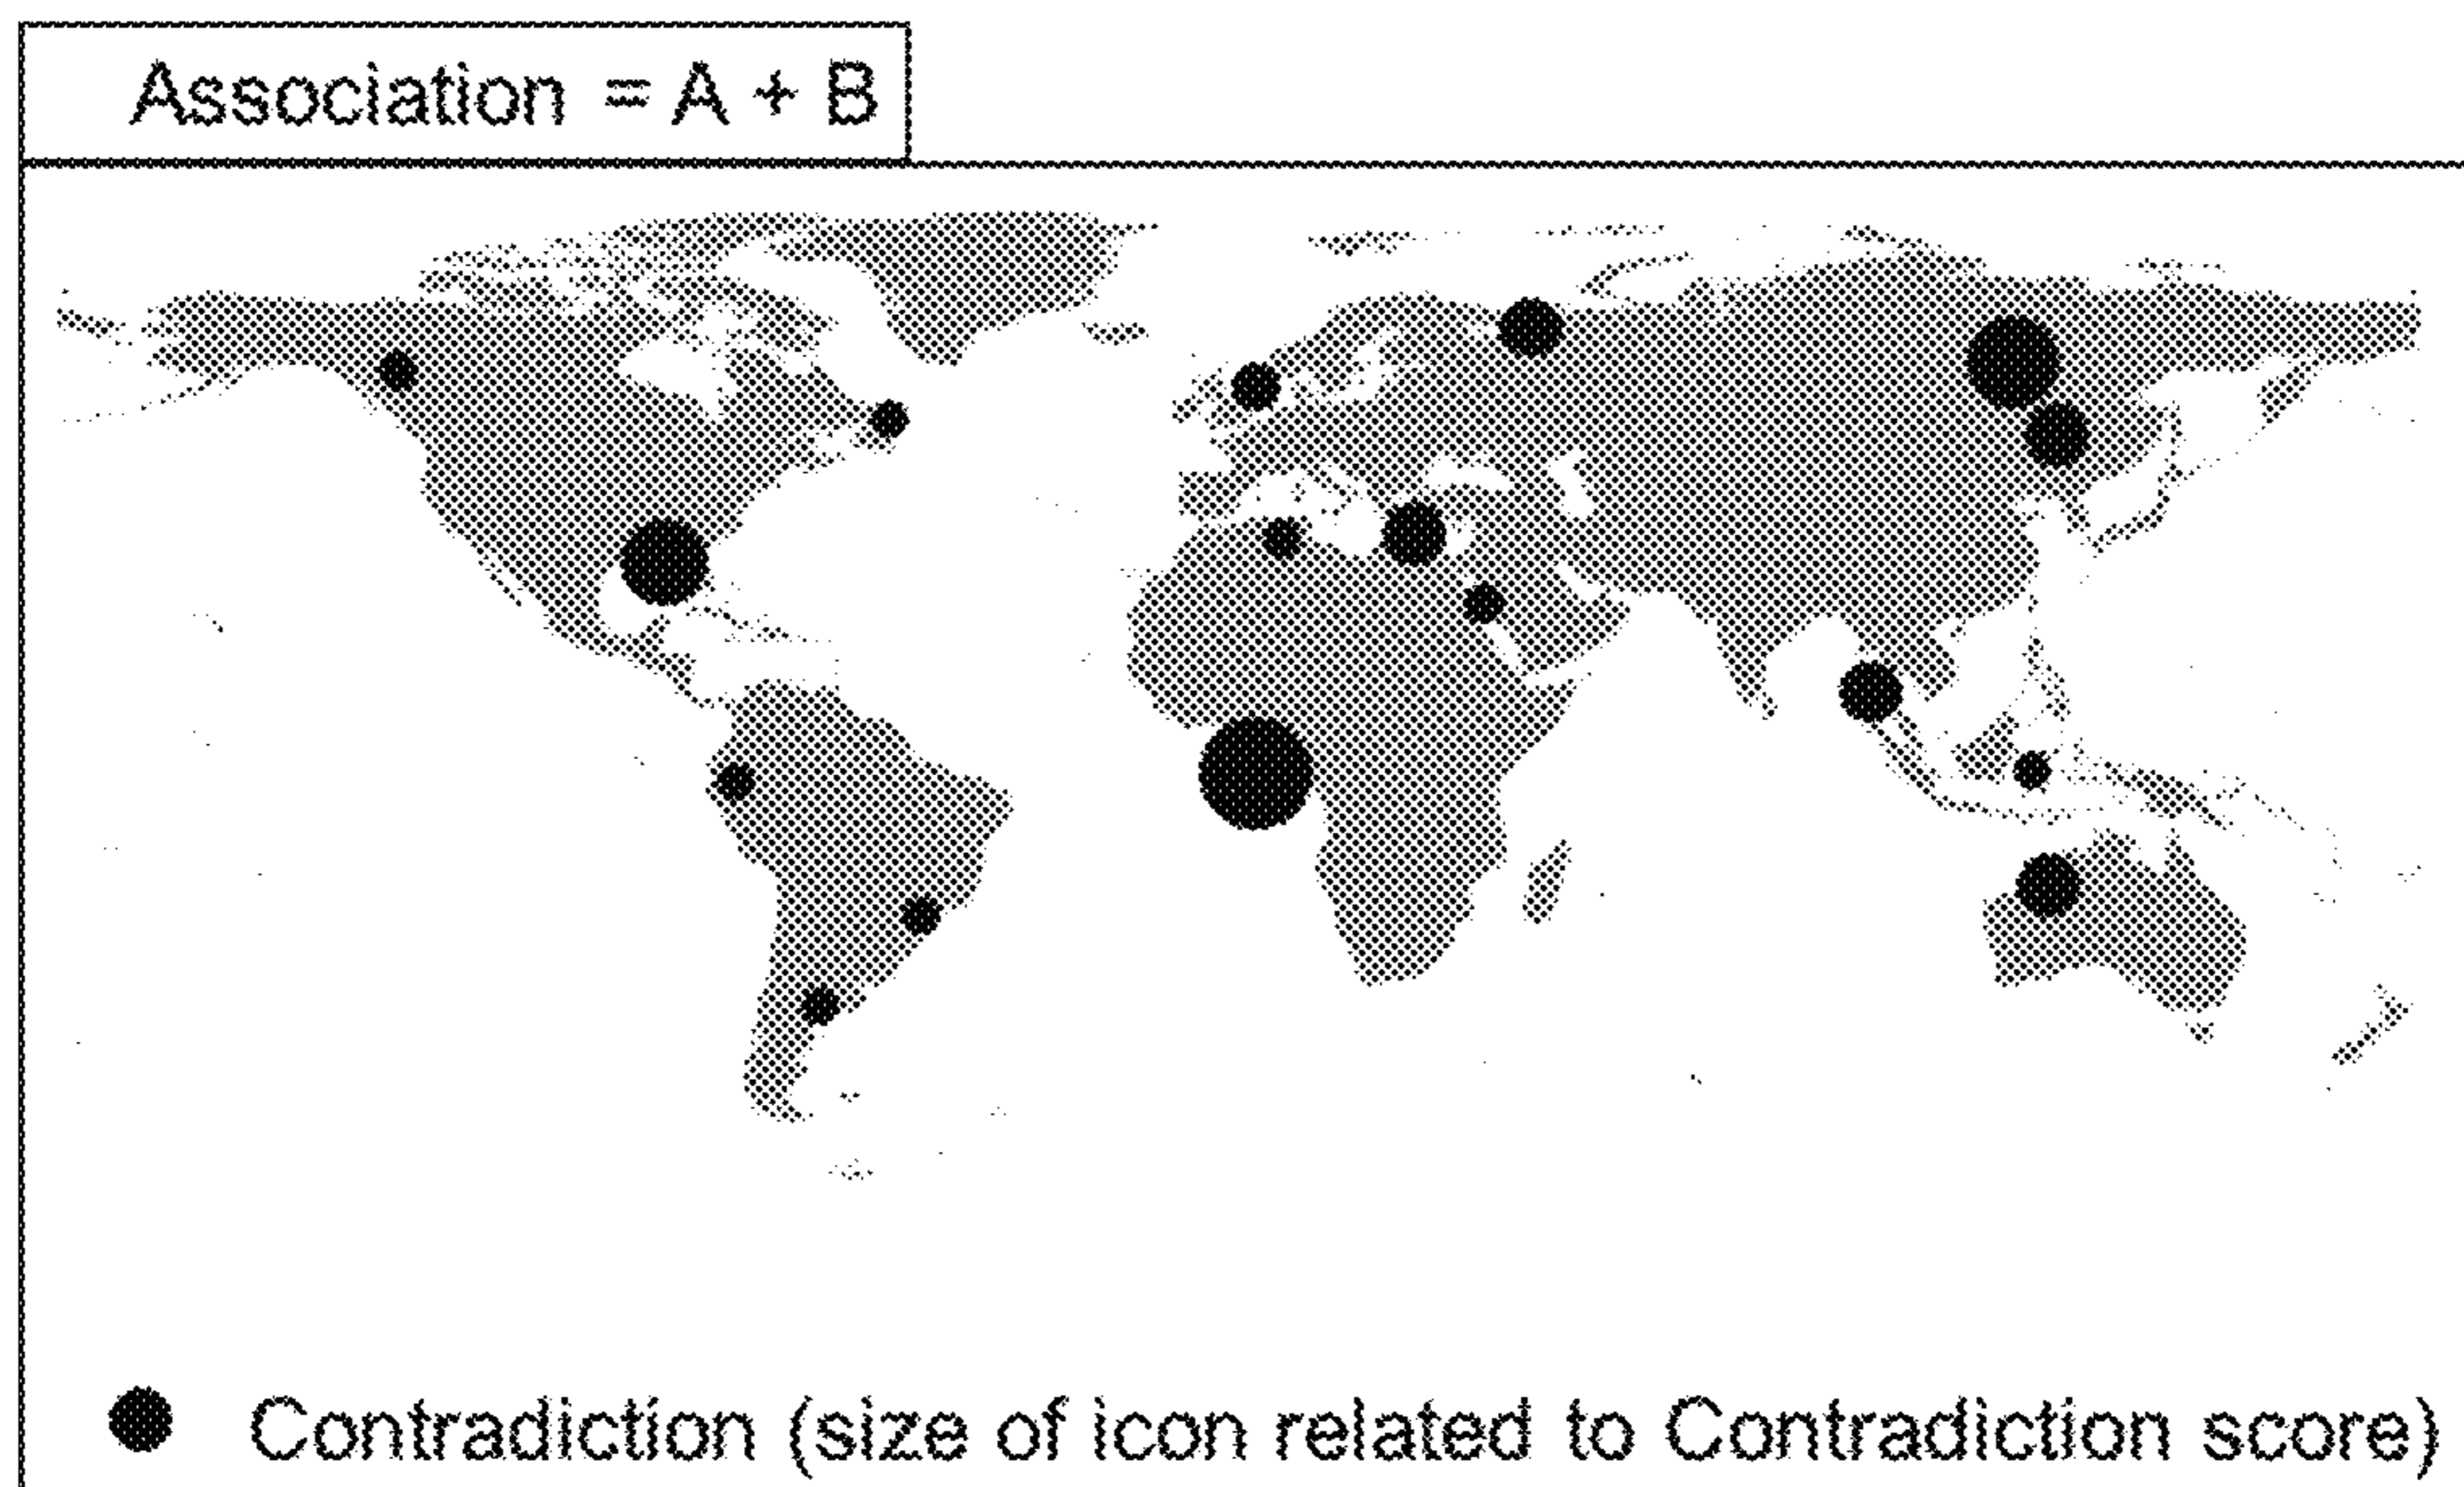 Association = A + B
Contradiction (size of icon related to Contradiction score)